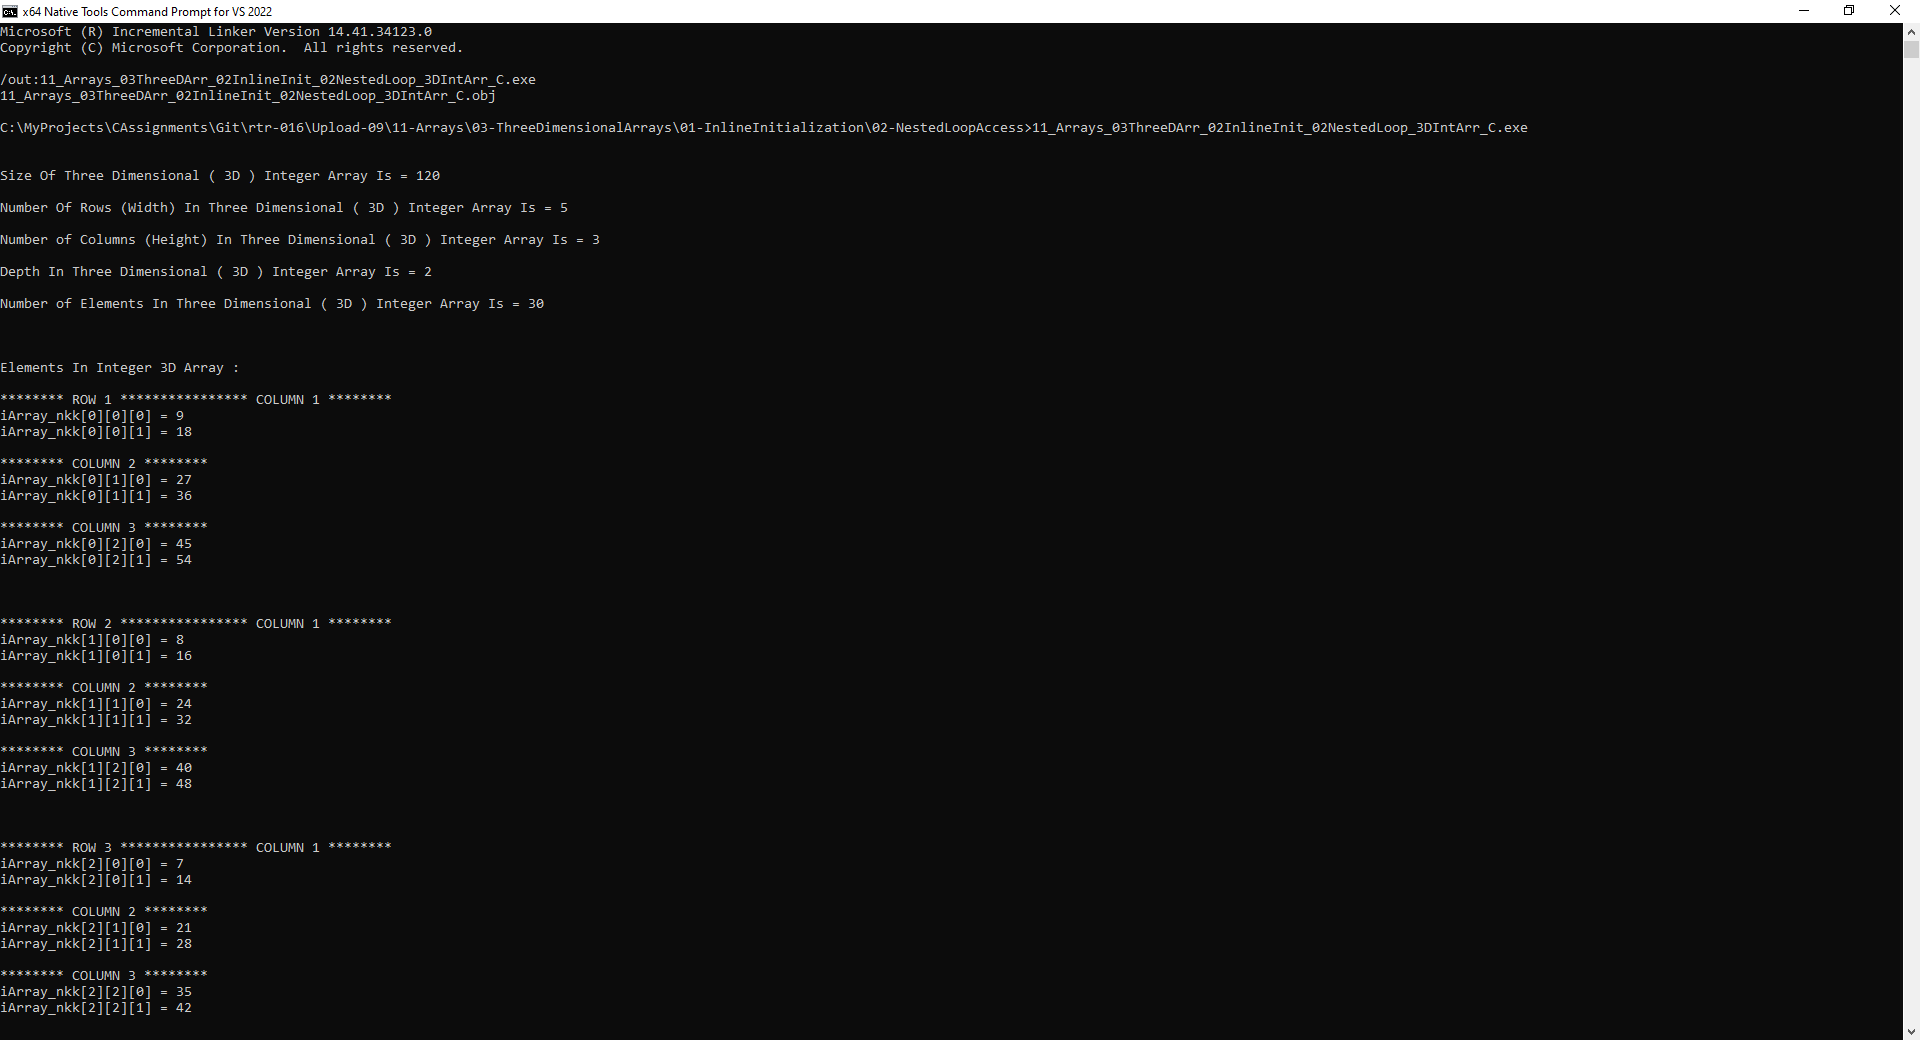 x64 Native Tools Command Prompt for VS 2022
Microsoft (R) Incremental Linker Version 14.41.34123.0
Copyright (C) Microsoft Corporation.  All rights reserved.
/out:11_Arrays_03ThreeDArr_02InlineInit_02NestedLoop_3DIntArr_C.exe
11_Arrays_03ThreeDArr_02InlineInit_02NestedLoop_3DIntArr_C.obj
C:\MyProjects\CAssignments\Git\rtr-016\Upload-09\11-Arrays\03-ThreeDimensionalArrays\01-InlineInitialization\02-NestedLoopAccess>11_Arrays_03ThreeDArr_02InlineInit_02NestedLoop_3DIntArr_C.exe
Size Of Three Dimensional ( 3D ) Integer Array Is = 120
Number Of Rows (Width) In Three Dimensional ( 3D ) Integer Array Is = 5
Number of Columns (Height) In Three Dimensional ( 3D ) Integer Array Is = 3
Depth In Three Dimensional ( 3D ) Integer Array Is = 2
Number of Elements In Three Dimensional ( 3D ) Integer Array Is = 30
Elements In Integer 3D Array :
******** ROW 1 **************** COLUMN 1 ********
iArray_nkk[0][0][0] = 9
iArray_nkk[0][0][1] = 18
******** COLUMN 2 ********
iArray_nkk[0][1][0] = 27
iArray_nkk[0][1][1] = 36
******** COLUMN 3 ********
iArray_nkk[0][2][0] = 45
iArray_nkk[0][2][1] = 54
******** ROW 2 **************** COLUMN 1 ********
iArray_nkk[1][0][0] = 8
iArray_nkk[1][0][1] = 16
******** COLUMN 2 ********
iArray_nkk[1][1][0] = 24
iArray_nkk[1][1][1] = 32
******** COLUMN 3 ********
iArray_nkk[1][2][0] = 40
iArray_nkk[1][2][1] = 48
******** ROW 3 **************** COLUMN 1 ********
iArray_nkk[2][0][0] = 7
iArray_nkk[2][0][1] = 14
******** COLUMN 2 ********
iArray_nkk[2][1][0] = 21
iArray_nkk[2][1][1] = 28
******** COLUMN 3 ********
iArray_nkk[2][2][0] = 35
iArray_nkk[2][2][1] = 42